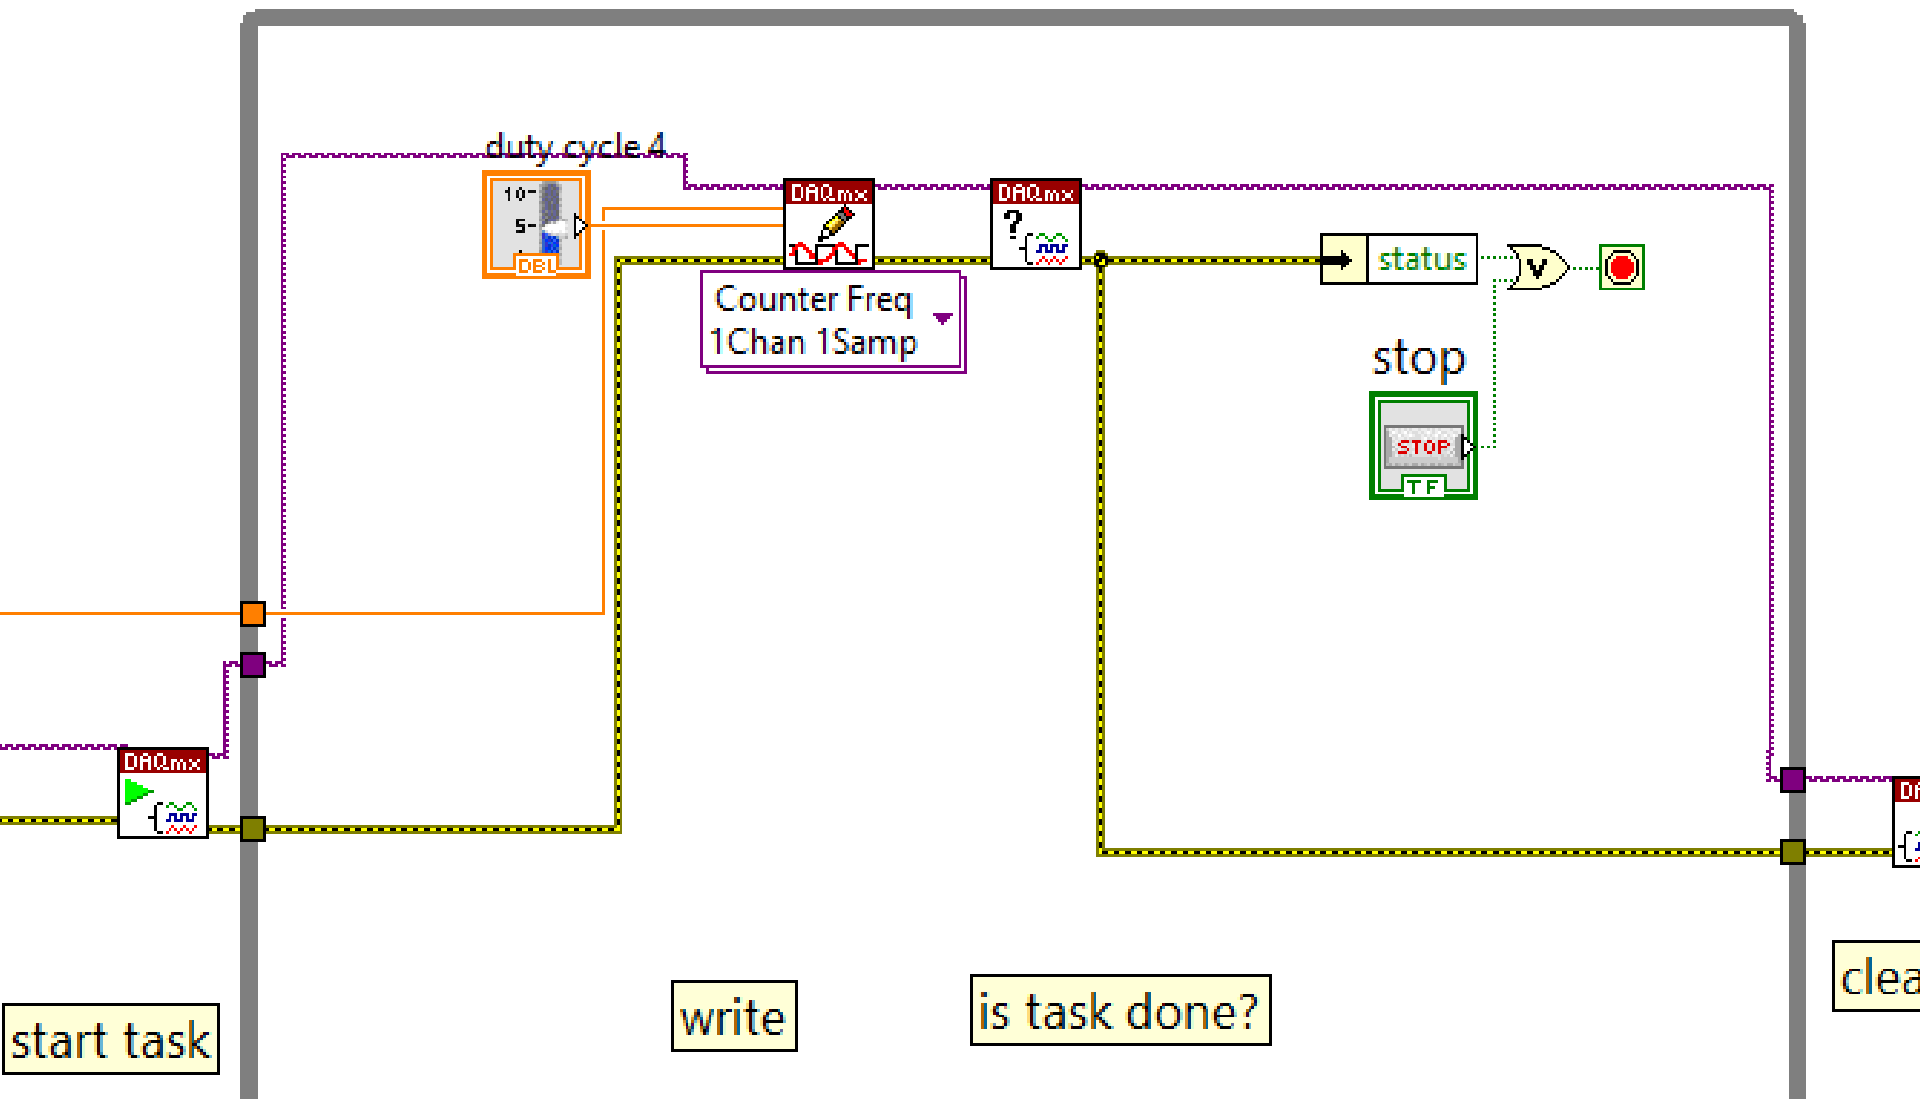 duty cycle 4
10
5
DBL
DAQmx
DAQmx
?
Counter Freq
1Chan 1Samp
status
V
stop
STOP
TF
DAQmx
start task
write
is task done?